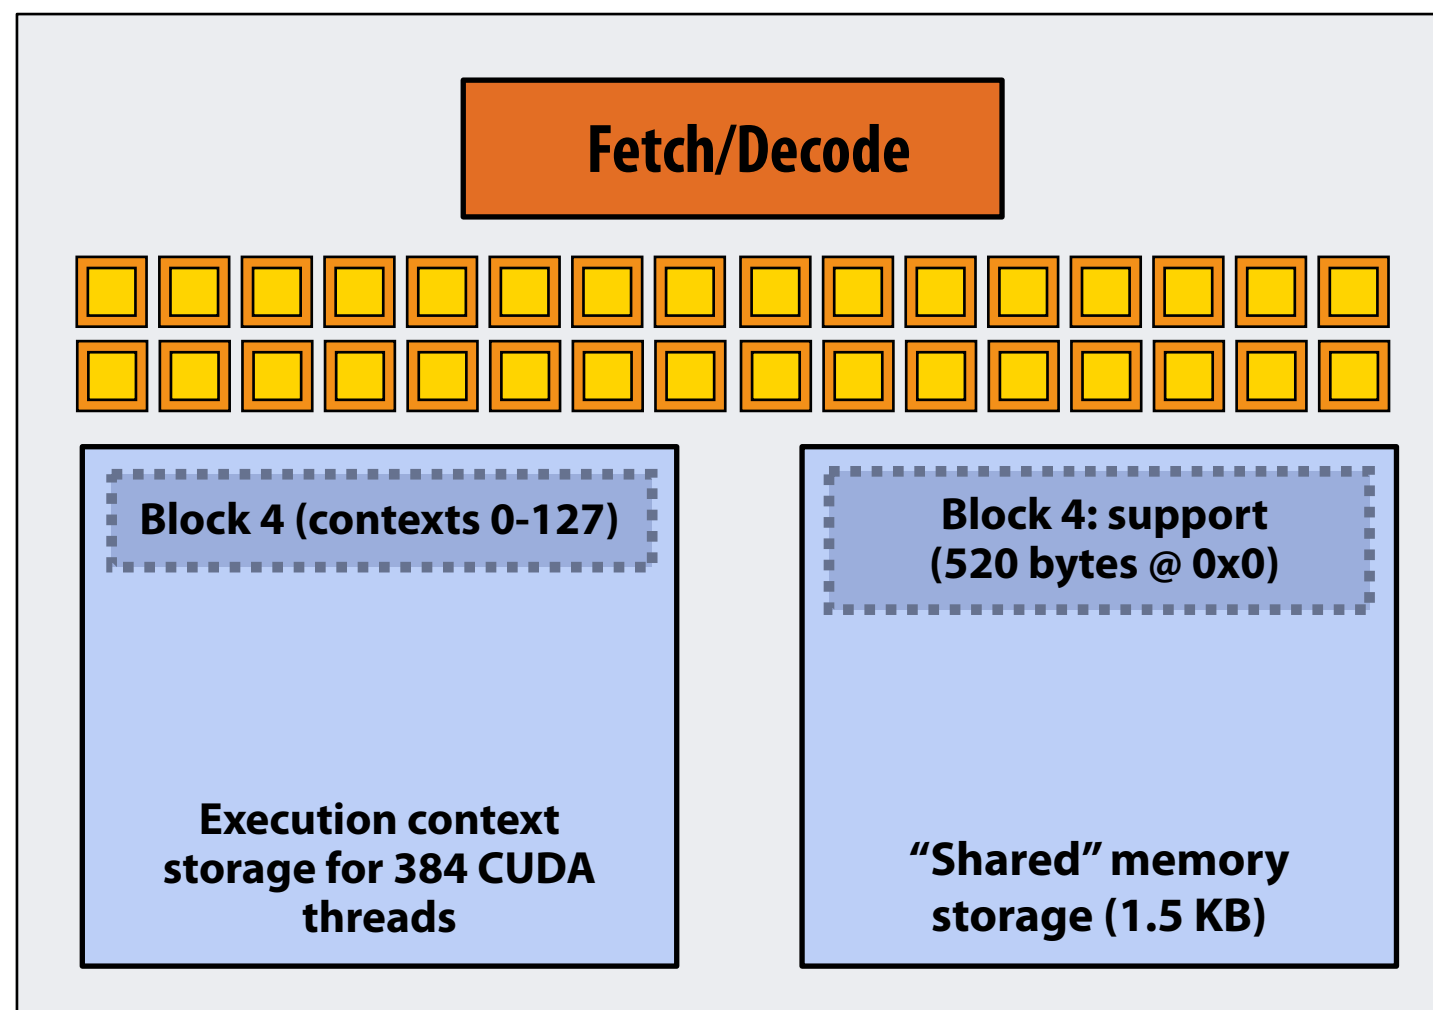 Fetch/Decode
Block 4 (contexts 0-127)
Execution context
storage for 384 CUDA
threads
Block 4: support
(520 bytes @ 0x0)
“Shared” memory
storage (1.5 KB)